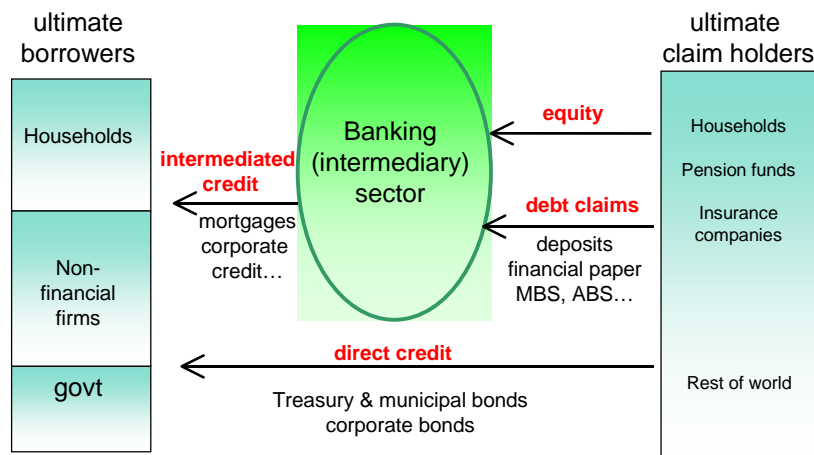 ultimate
borrowers
Households
Non-
financial
firms
govt
intermediated
credit
mortgages
corporate
credit…
Banking
(intermediary)
sector
equity
debt claims
deposits
financial paper
MBS, ABS…
direct credit
Treasury & municipal bonds
corporate bonds
ultimate
claim holders
Households
Pension funds
Insurance
companies
Rest of world